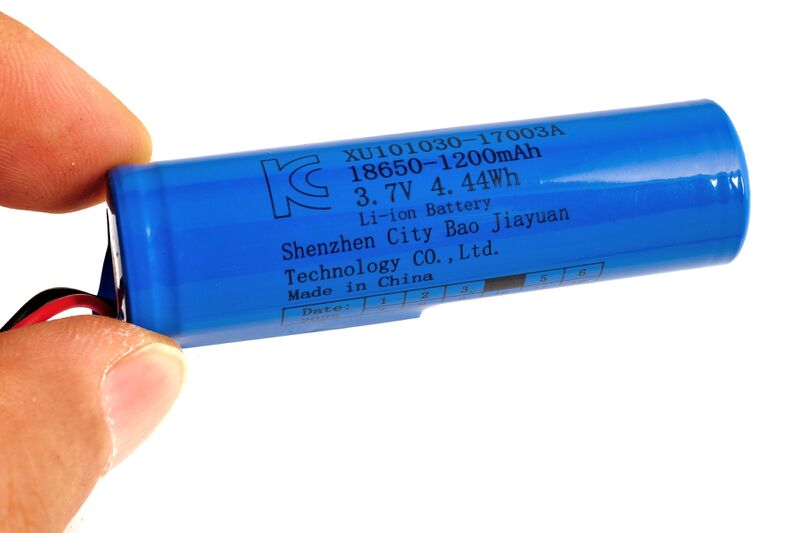 KC
XU101030-17003A
18650-1200mAh
3.7V 4.44Wh
Li-ion Battery
Shenzhen City Bao Jiayuan
Technology CO.,Ltd.
Made in China
Date: 1 2 3 5 6